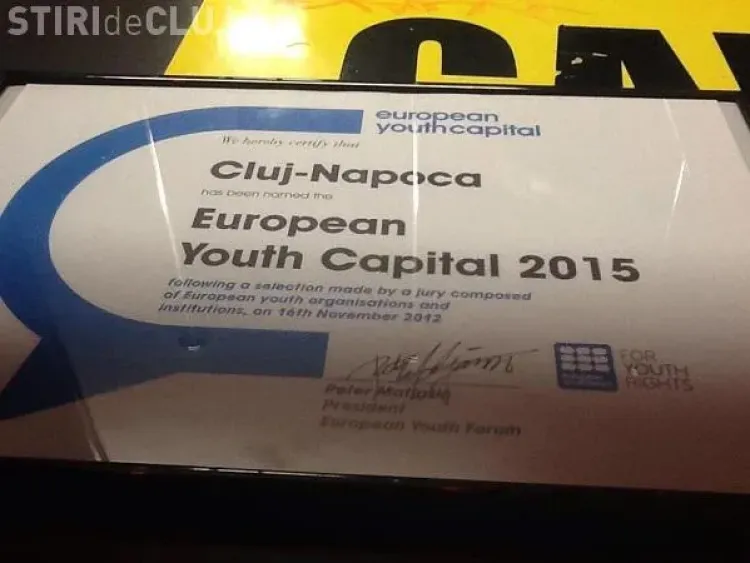 STIRIdeCLUJ
CA
european
youthcapital
We hereby certify that
Cluj-Napoca
has been named the
European
Youth Capital 2015
following a selection made by a jury composed
of European youth organisations and
institutions, on 16th November 2012
FOR
YOUTH
RIGHTS
Peter
President
European Youth Forum